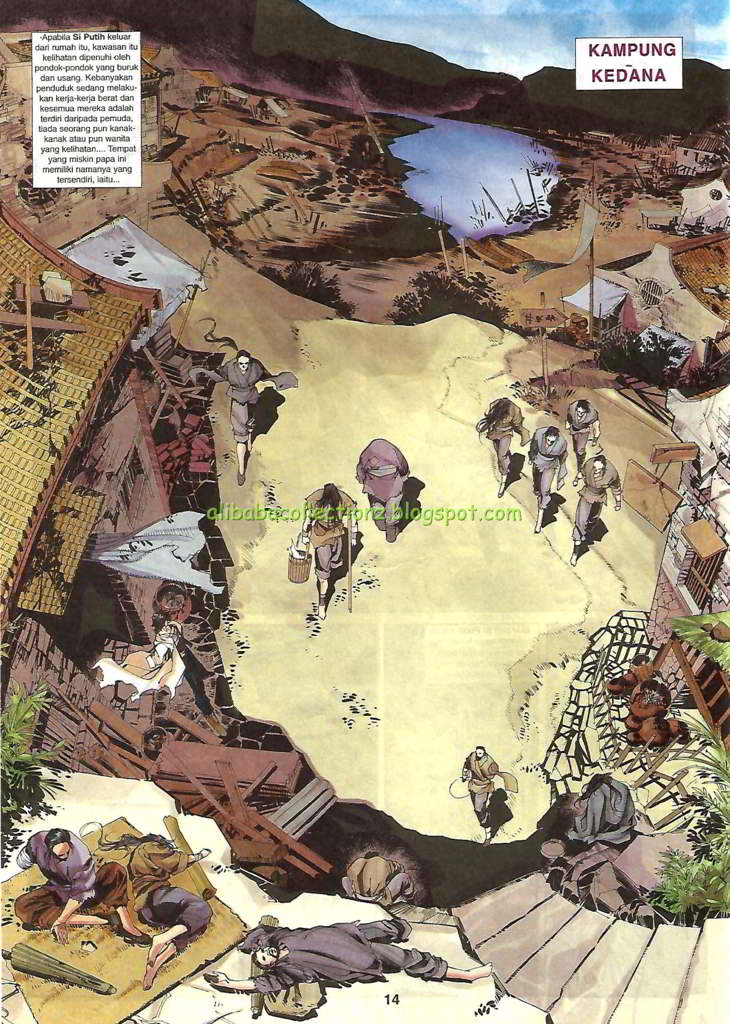 -Apabila Si Putih keluar
dari rumah itu, kawasan itu
kelihatan dipenuhi oleh
pondok-pondok yang buruk
dan usang. Kebanyakan
penduduk sedang melaku-
kan kerja-kerja berat dan
kesemua mereka adalah
terdiri daripada pemuda,
tiada seorang pun kanak-
kanak atau pun wanita
yang kelihatan.... Tempat
yang miskin papa ini
memiliki namanya yang
tersendiri, iaitu...
KAMPUNG
KEDANA
alibabacollectionz.blogspot.com
14